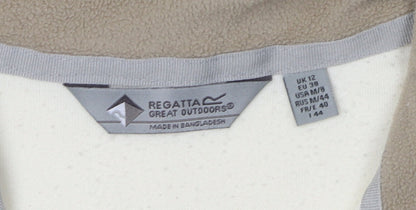 REGATTA
GREAT OUTDOORS®
MADE IN BANGLADESH
UK 12
EU 38
USA M/8
RUS M/44
FR/E 40
I 44